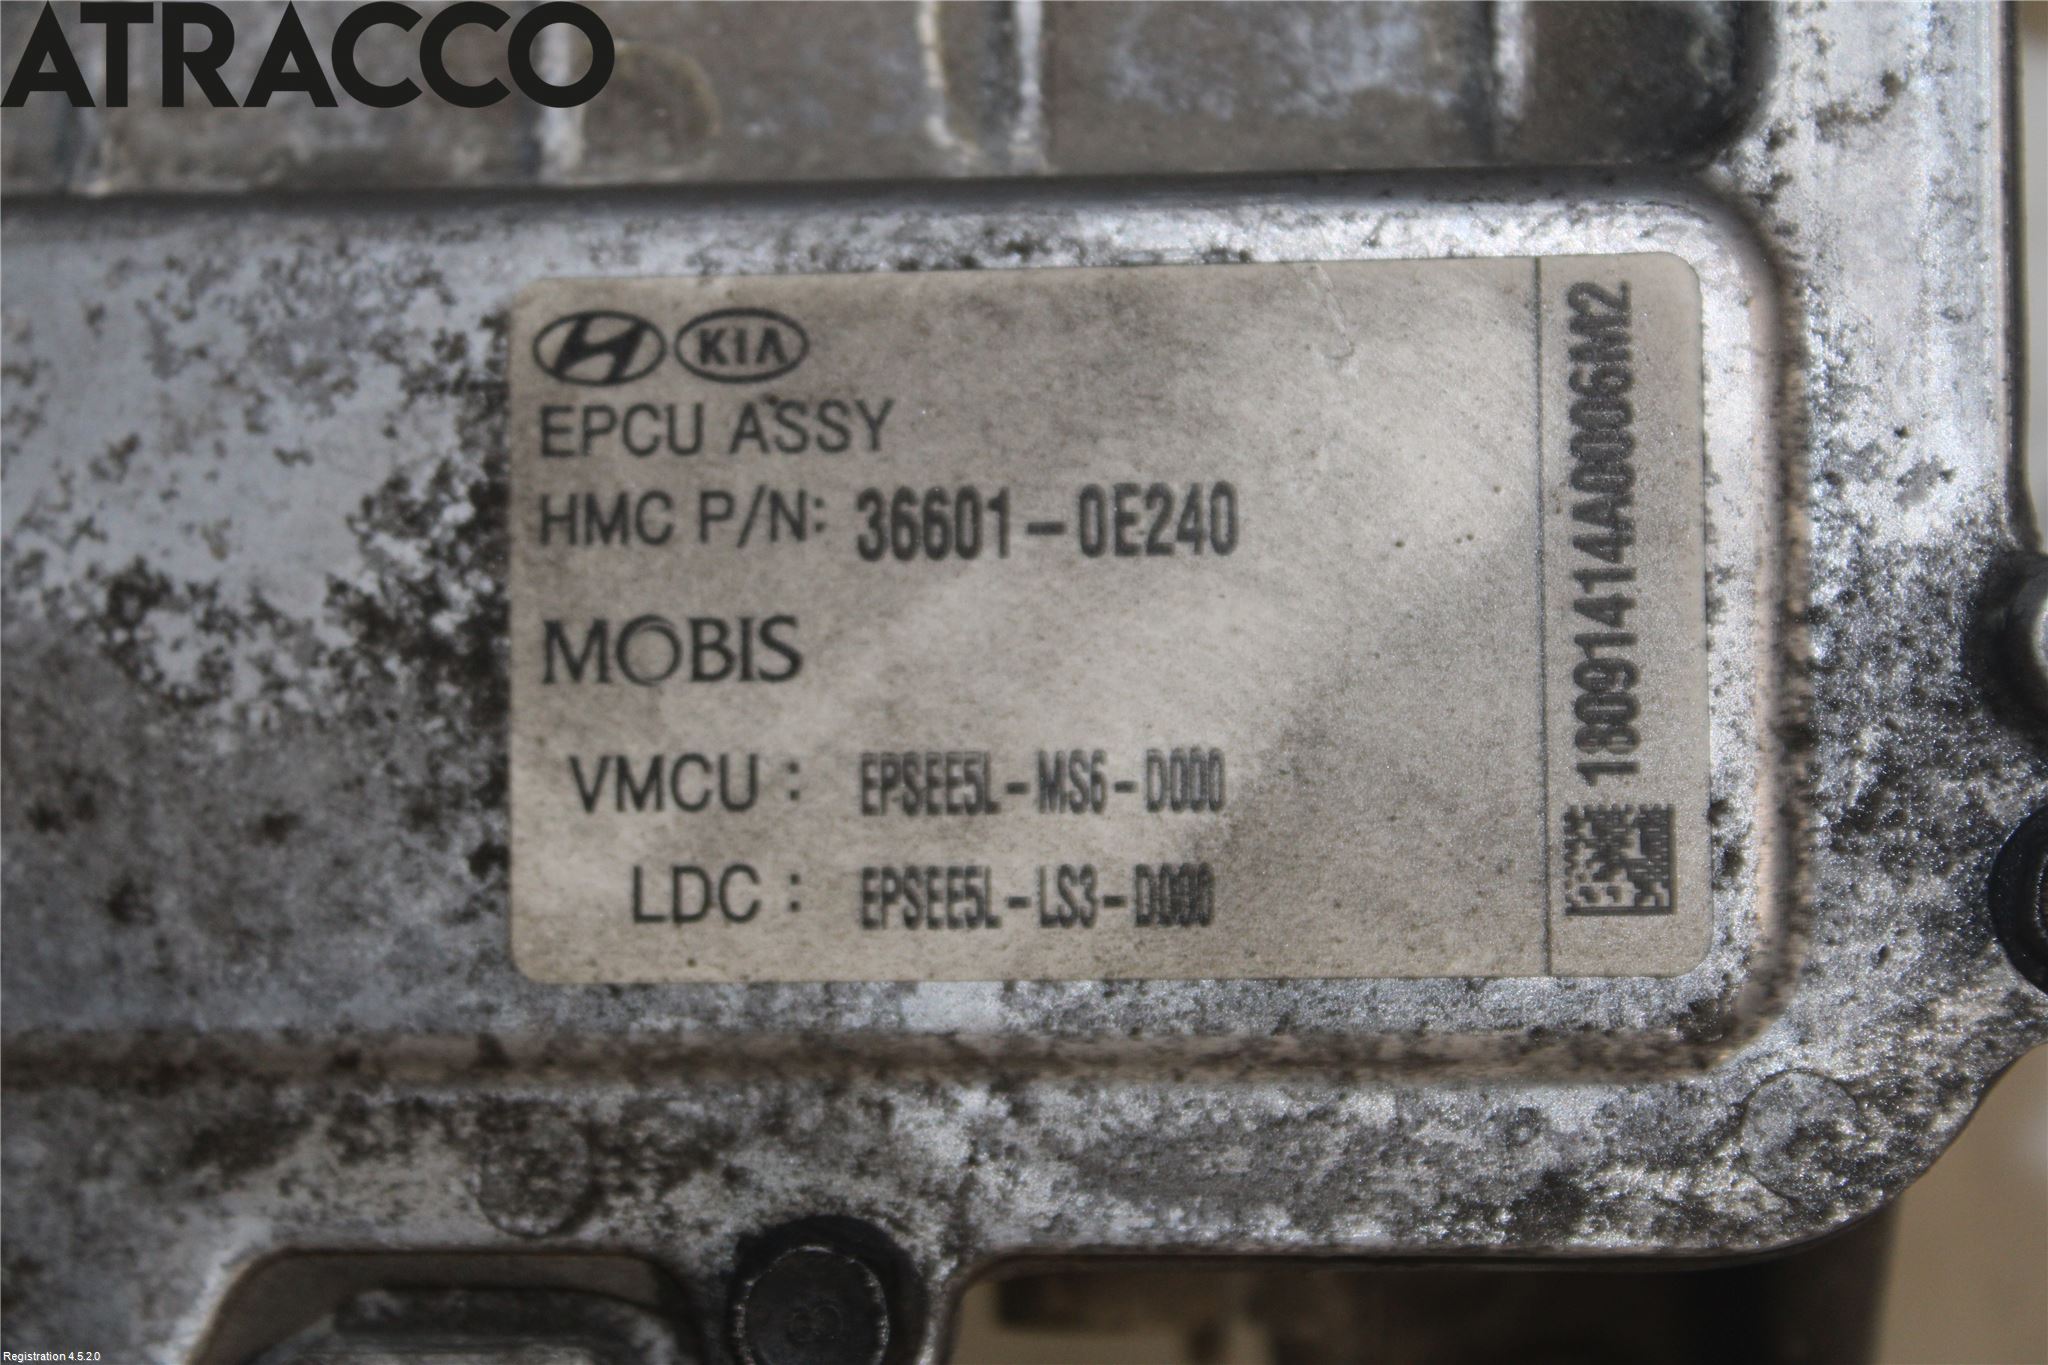 ATRACCO
KIA
EPCU ASSY
HMC P/N: 36601-0E240
MOBIS
VMCU : EPSEE5L-MS6-D000
LDC : EPSEE5L-LS3-D000
18091414A0006M2
Registration 4.5.2.0